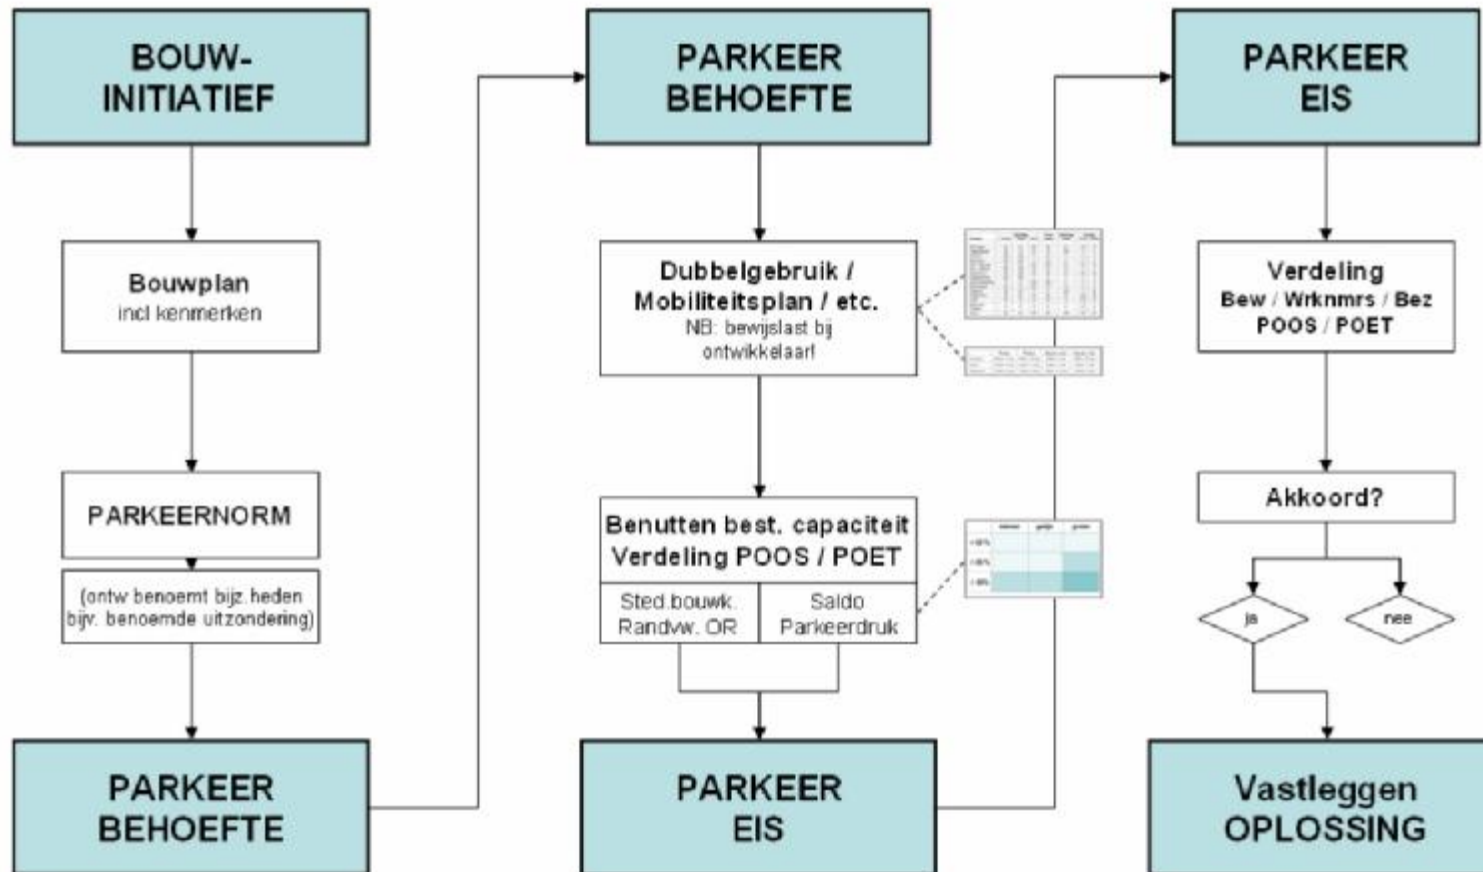 BOUW-
INITIATIEF
Bouwplan
incl kenmerken
PARKEERNORM
(ontw benoemt bijz.heden
bijv. benoemde uitzondering)
PARKEER
BEHOEFTE
PARKEER
BEHOEFTE
Dubbelgebruik /
Mobiliteitsplan / etc.
NB: bewijslast bij
ontwikkelaar!
Benutten best. capaciteit
Verdeling POOS / POET
Sted.bouwk.
Randvw. OR
Saldo
Parkeerdruk
PARKEER
EIS
PARKEER
EIS
Verdeling
Bew / Wrknmrs / Bez
POOS / POET
Akkoord?
ja
nee
Vastleggen
OPLOSSING